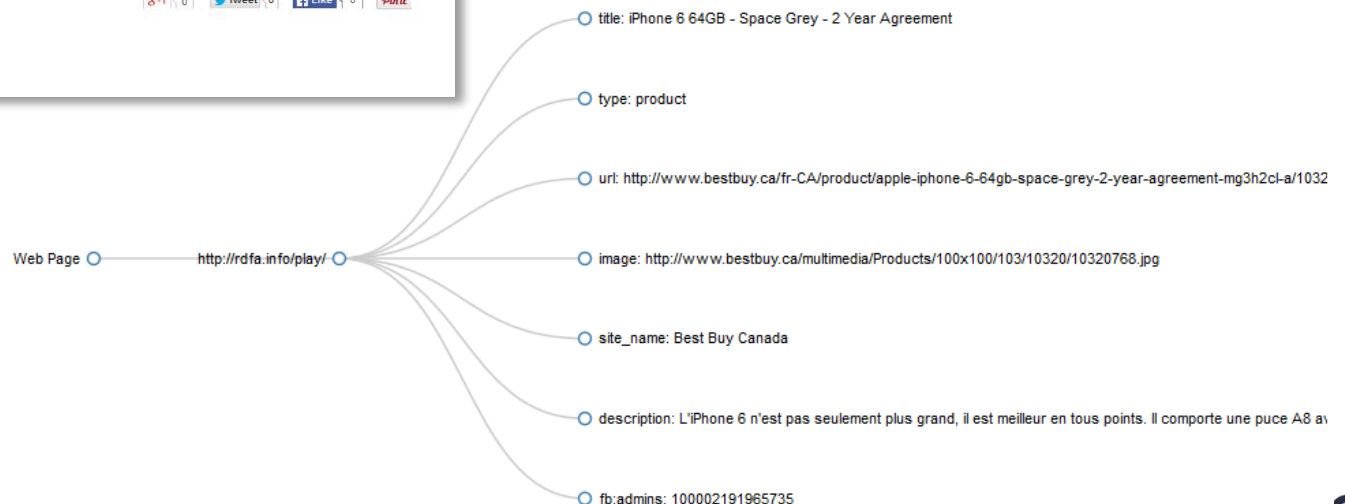 Tweet
Like
title: iPhone 6 64GB - Space Grey - 2 Year Agreement
type: product
url: http://www.bestbuy.ca/fr-CA/product/apple-iphone-6-64gb-space-grey-2-year-agreement-mg3h2cl-a/1032
Web Page
http://rdfa.info/play/
image: http://www.bestbuy.ca/multimedia/Products/100x100/103/10320/10320768.jpg
site_name: Best Buy Canada
description: L'iPhone 6 n'est pas seulement plus grand, il est meilleur en tous points. Il comporte une puce A8
fb:admins: 100002191965735